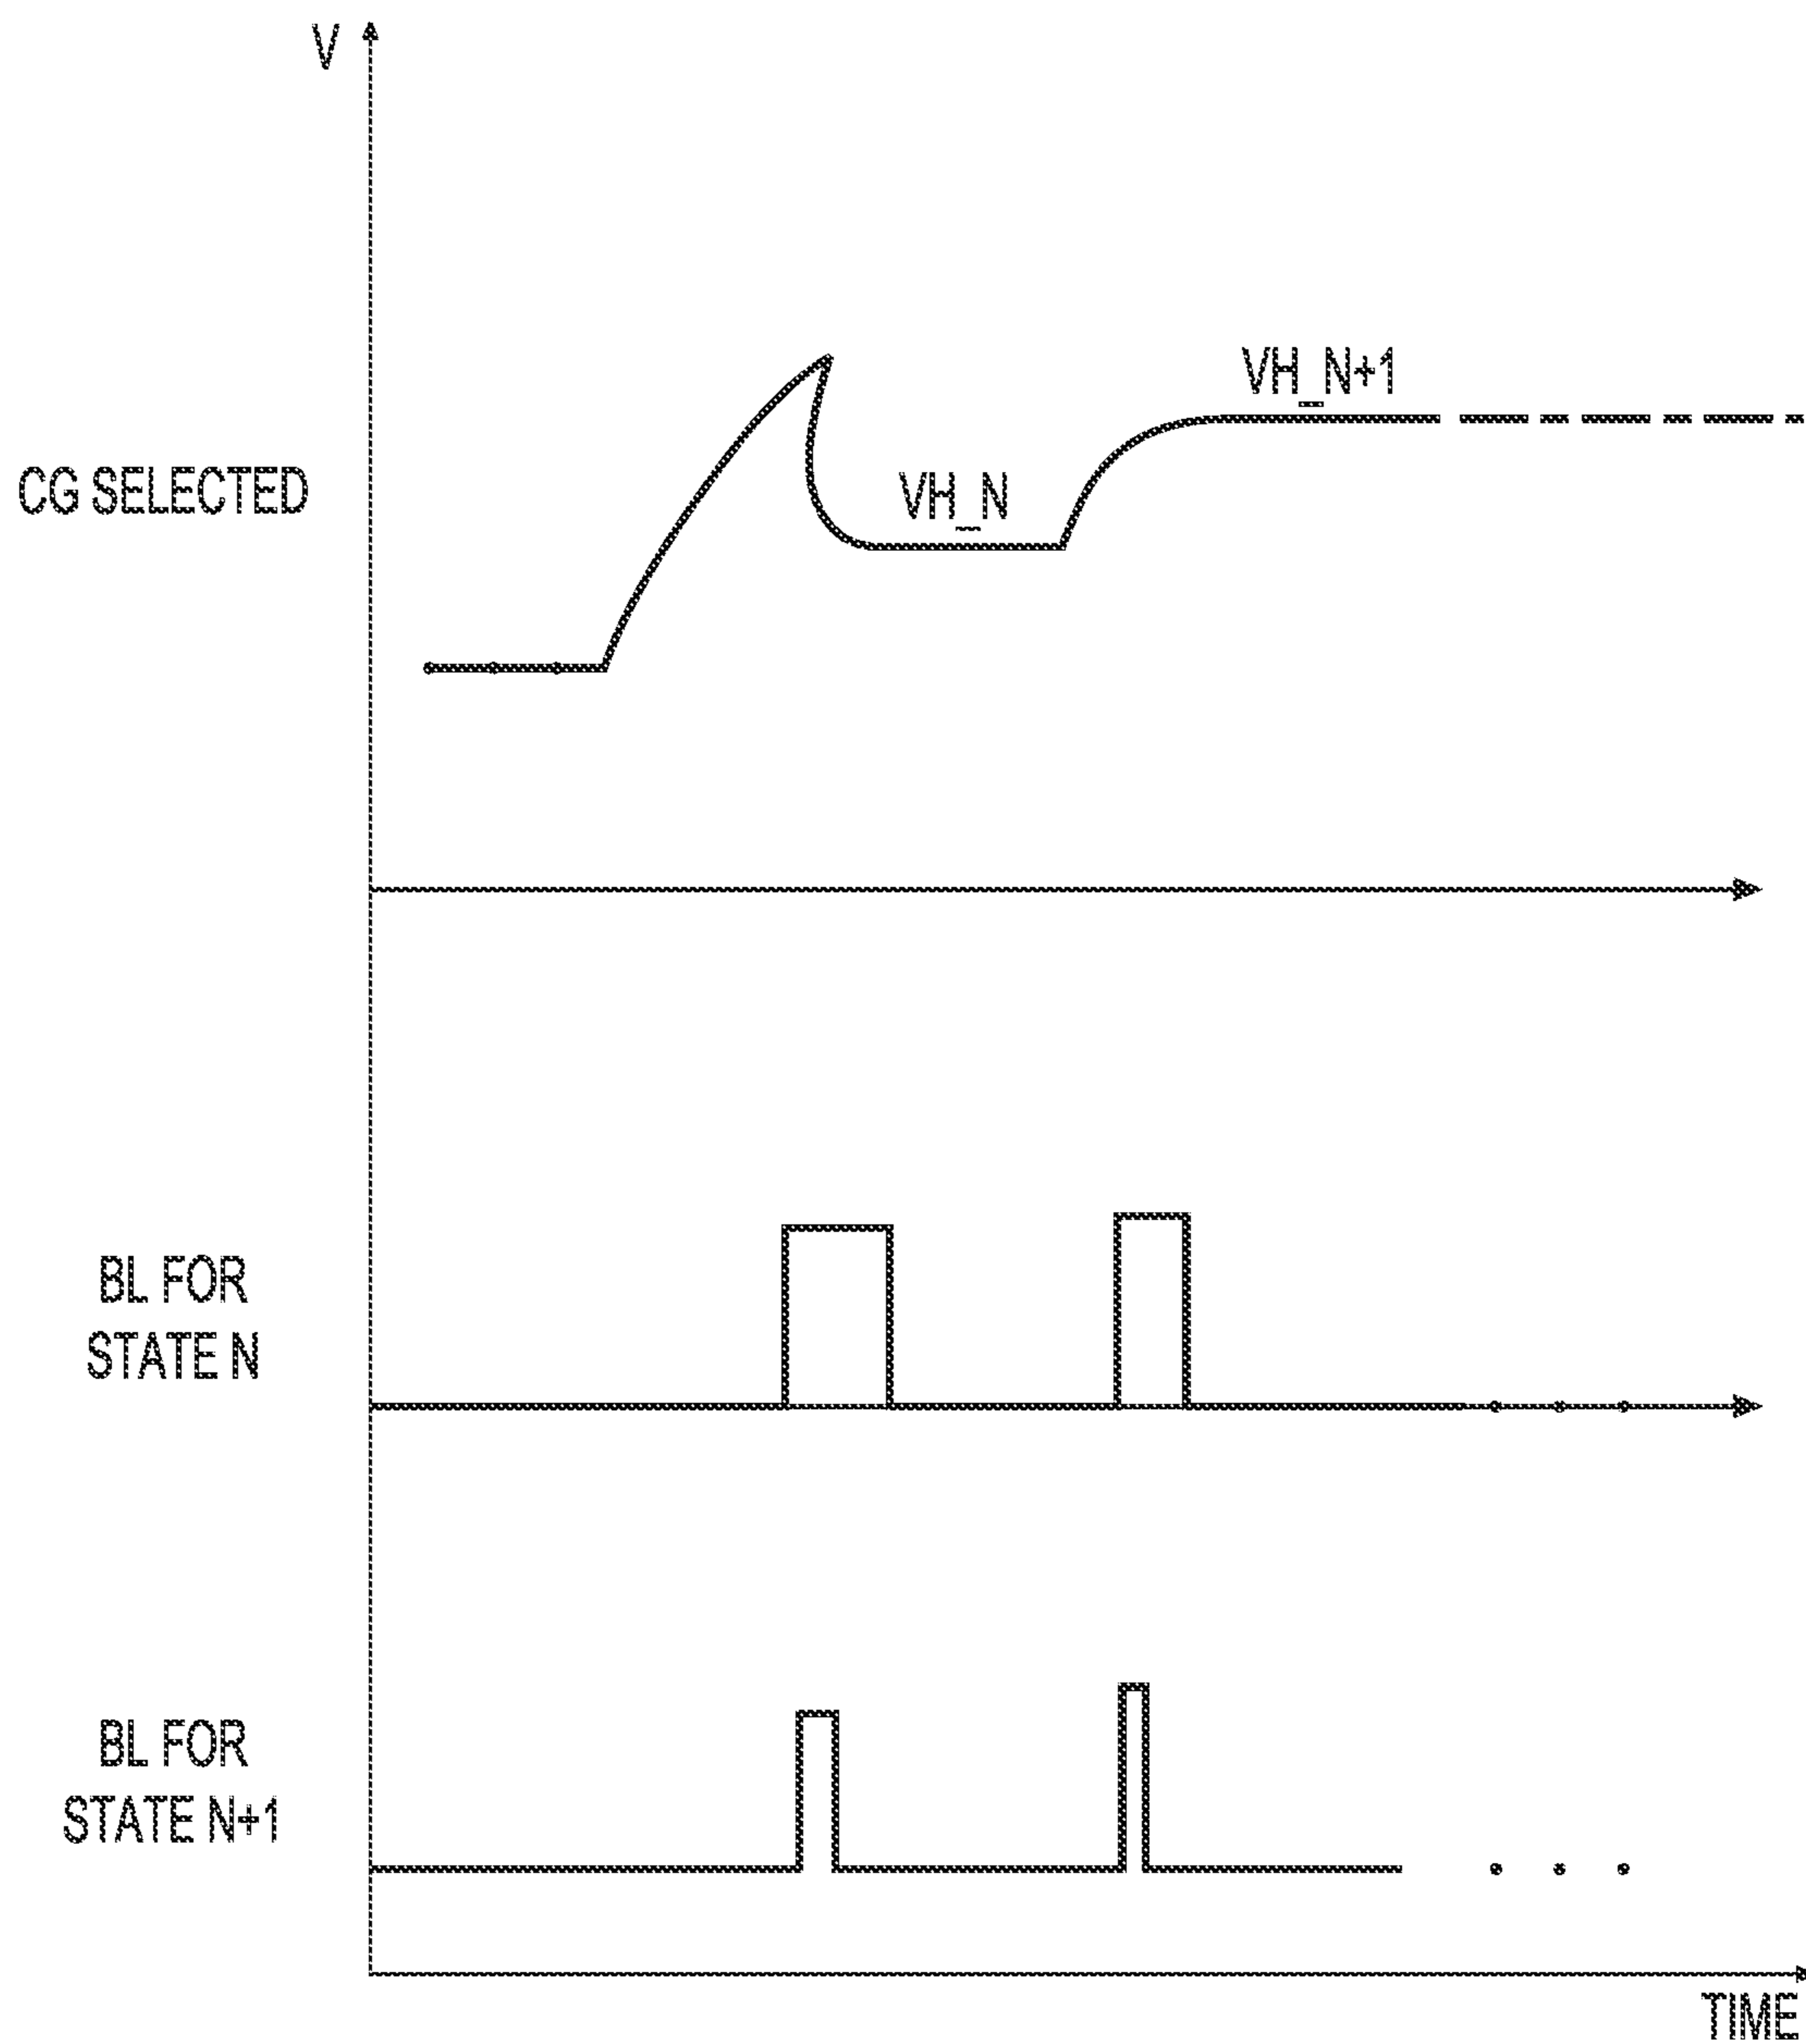 V
VH_N+1
CG SELECTED
VH_N
BL FOR
STATE N
BL FOR
STATE N+1
TIME